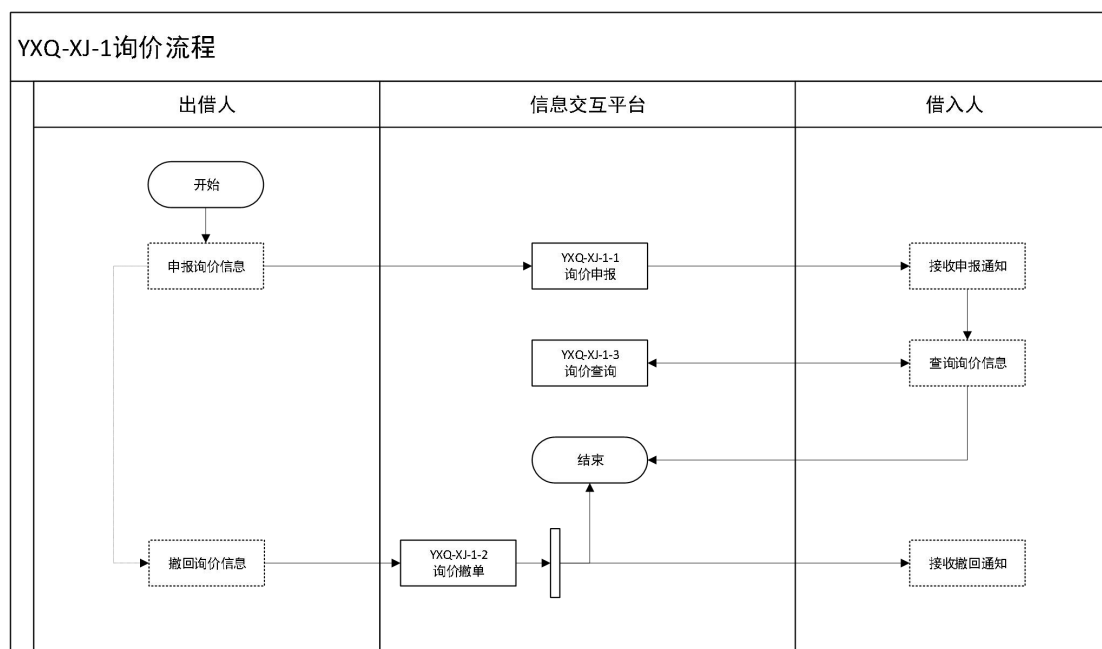 YXQ-XJ-1询价流程
出借人
信息交互平台
借入人
开始
申报询价信息
YXQ-XJ-1-1
询价申报
接收申报通知
YXQ-XJ-1-3
询价查询
查询询价信息
结束
撤回询价信息
YXQ-XJ-1-2
询价撤单
接收撤回通知